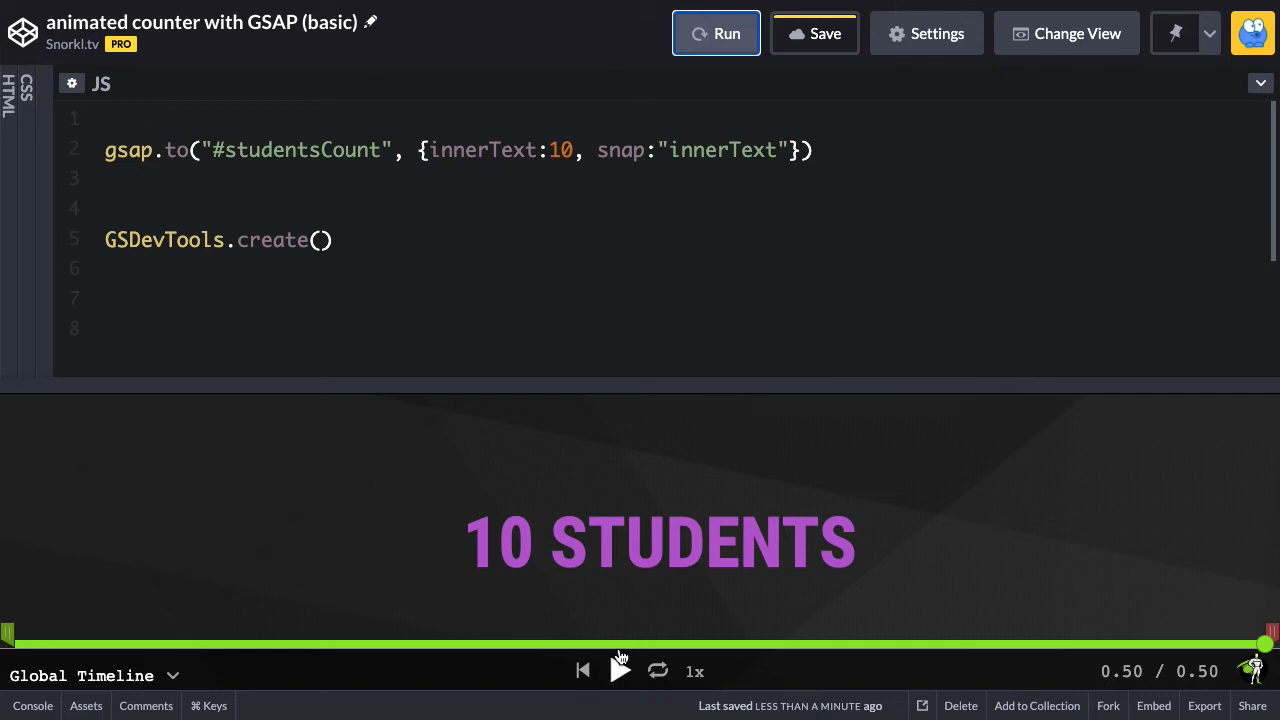 animated counter with GSAP (basic)
Snorkl.tv PRO
Run
Save
Settings
Change View
HTML
CSS
JS
1
2 gsap.to("#studentsCount", {innerText:10, snap:"innerText"})
3
4
5 GSDevTools.create()
6
7
8
10 STUDENTS
Global Timeline
1x
0.50 / 0.50
Console Assets Comments ⌘ Keys
Last saved LESS THAN A MINUTE ago
Delete Add to Collection Fork Embed Export Share